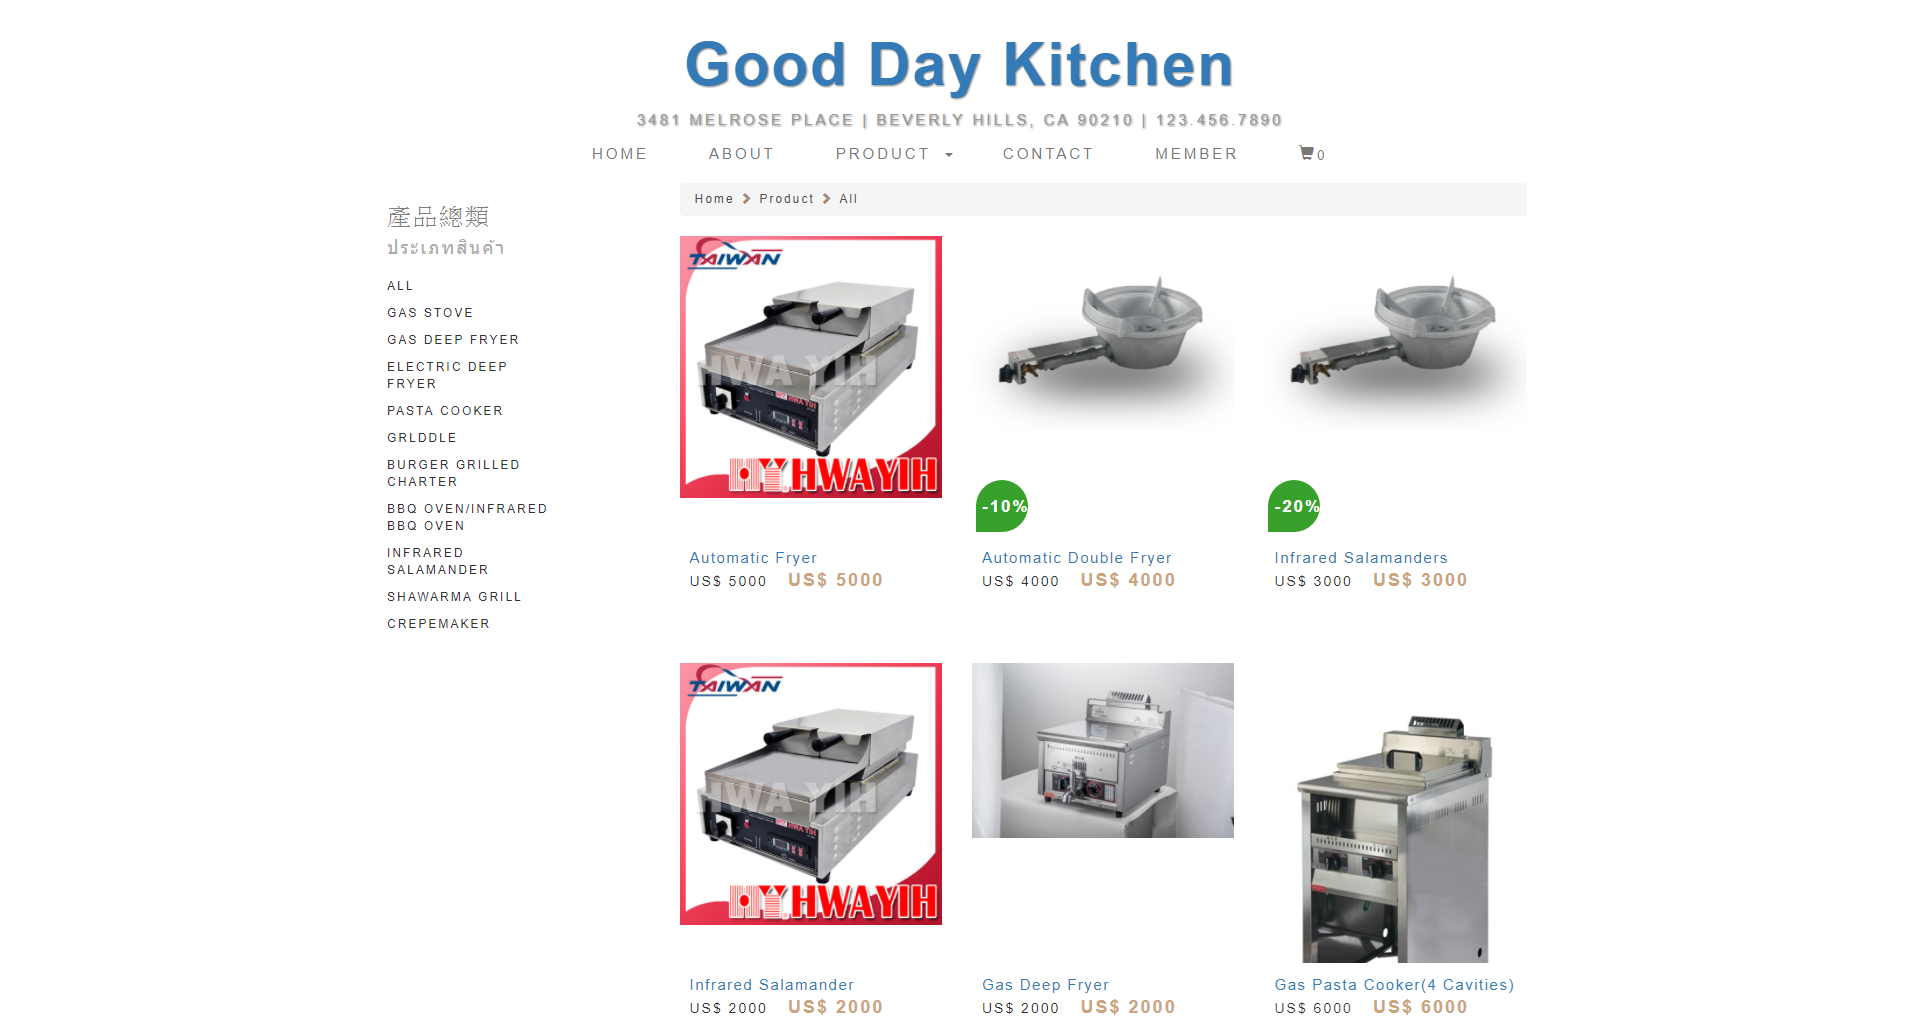 Good Day Kitchen
3481 MELROSE PLACE | BEVERLY HILLS, CA 90210 | 123.456.7890
HOME ABOUT PRODUCT CONTACT MEMBER 0
Home > Product > All
產品總類
ประเภทสินค้า
ALL
GAS STOVE
GAS DEEP FRYER
ELECTRIC DEEP
FRYER
PASTA COOKER
GRLDDLE
BURGER GRILLED
CHARTER
BBQ OVEN/INFRARED
BBQ OVEN
INFRARED
SALAMANDER
SHAWARMA GRILL
CREPEMAKER
TAIWAN
HWA YIH
HWA YIH
HY HWAYIH
Automatic Fryer
US$ 5000 US$ 5000
-10%
Automatic Double Fryer
US$ 4000 US$ 4000
-20%
Infrared Salamanders
US$ 3000 US$ 3000
TAIWAN
HWA YIH
HWA YIH
HY HWAYIH
Infrared Salamander
US$ 2000 US$ 2000
Gas Deep Fryer
US$ 2000 US$ 2000
Gas Pasta Cooker(4 Cavities)
US$ 6000 US$ 6000